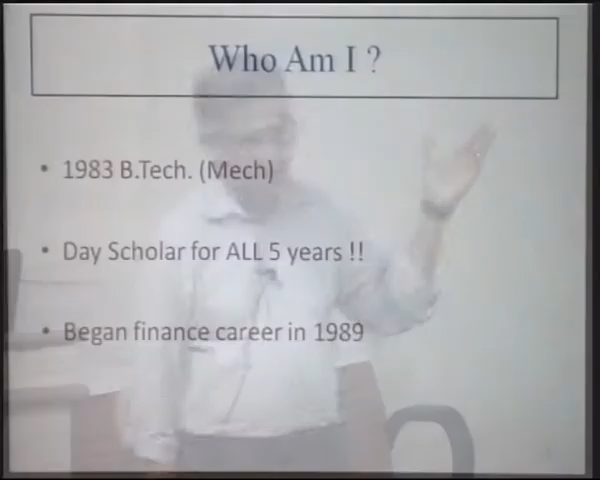 Who Am I ?
• 1983 B.Tech. (Mech)
• Day Scholar for ALL 5 years !!
• Began finance career in 1989